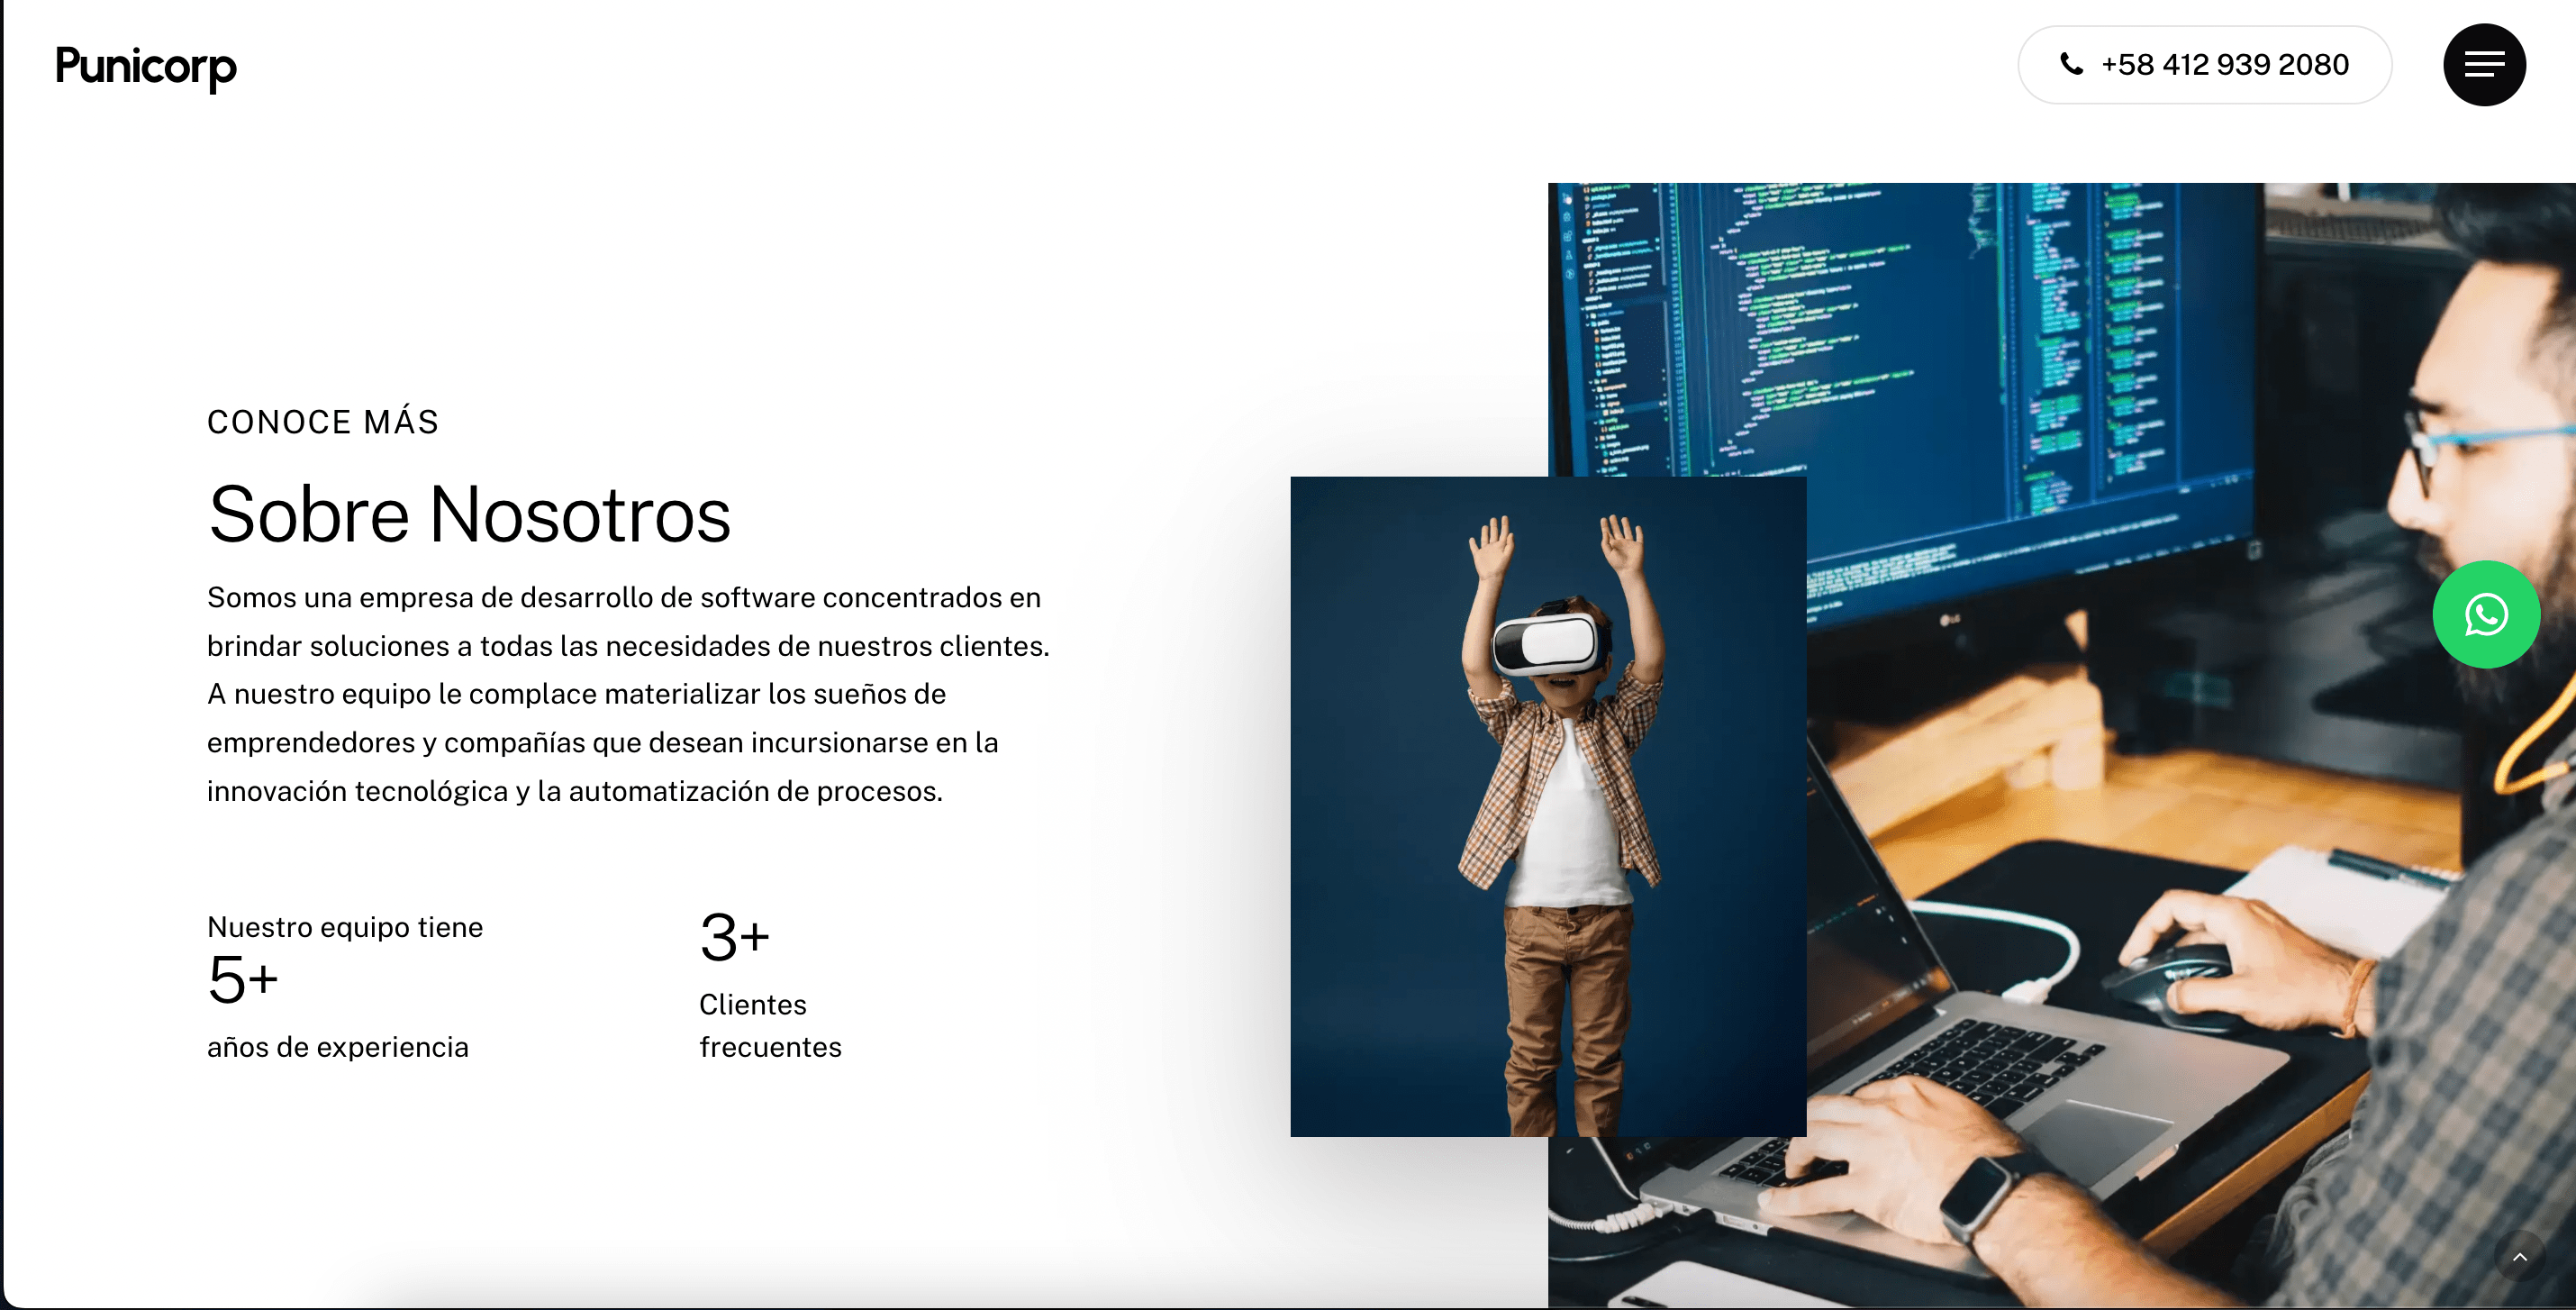 Punicorp
+58 412 939 2080
CONOCE MÁS
Sobre Nosotros
Somos una empresa de desarrollo de software concentrados en
brindar soluciones a todas las necesidades de nuestros clientes.
A nuestro equipo le complace materializar los sueños de
emprendedores y compañías que desean incursionarse en la
innovación tecnológica y la automatización de procesos.
Nuestro equipo tiene
5+
años de experiencia
3+
Clientes
frecuentes
LG